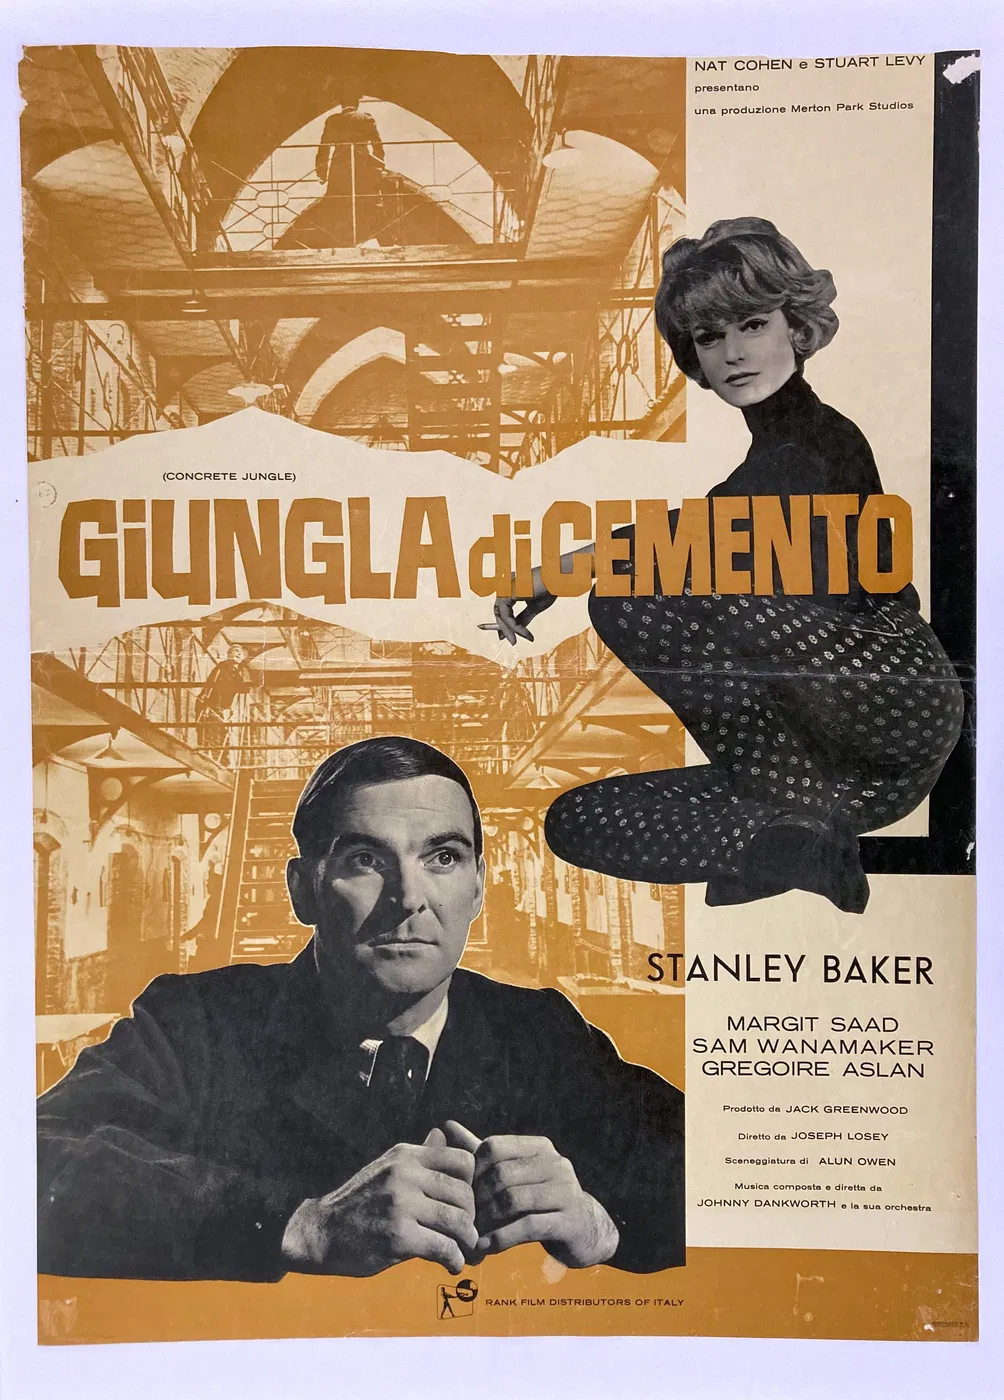 NAT COHEN e STUART LEVY
presentano
una produzione Merton Park Studios
(CONCRETE JUNGLE)
GiUNGLA di CEMENTO
STANLEY BAKER
MARGIT SAAD
SAM WANAMAKER
GREGOIRE ASLAN
Prodotto da JACK GREENWOOD
Diretto da JOSEPH LOSEY
Sceneggiatura di ALUN OWEN
Musica composta e diretta da
JOHNNY DANKWORTH e la sua orchestra
RANK FILM DISTRIBUTORS OF ITALY